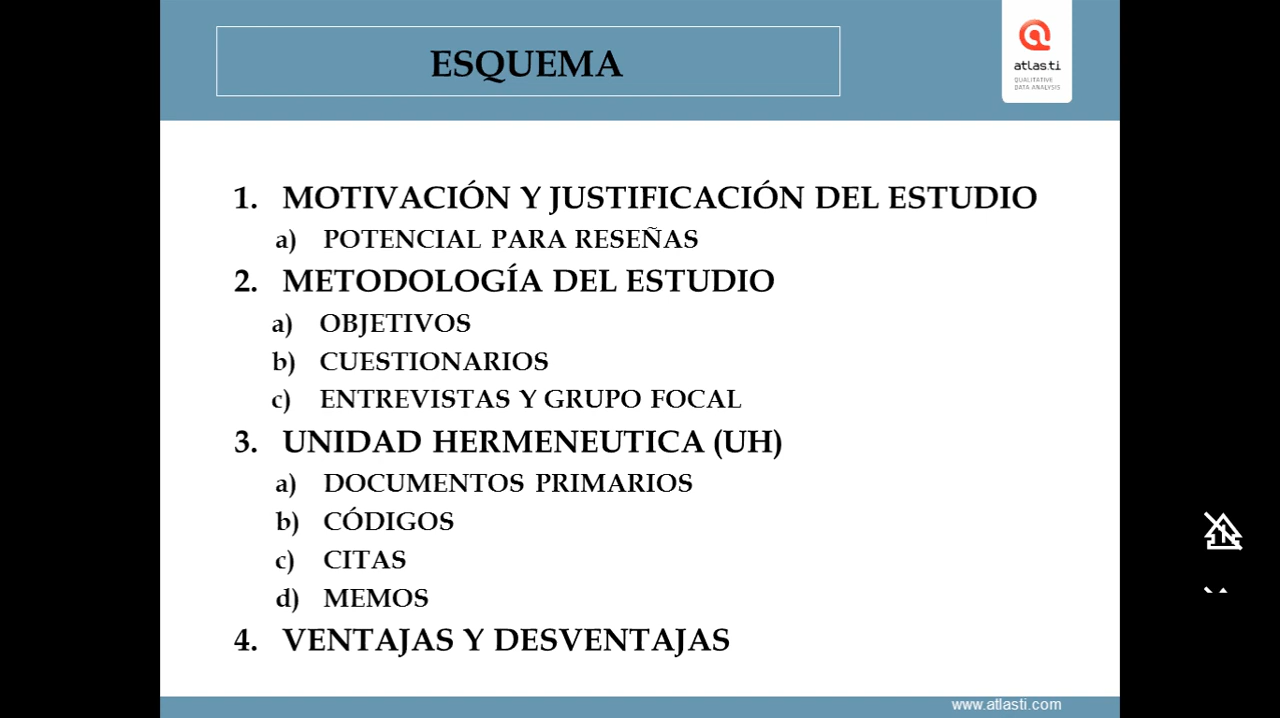 ESQUEMA
atlas.ti
QUALITATIVE
DATA ANALYSIS
1. MOTIVACIÓN Y JUSTIFICACIÓN DEL ESTUDIO
a) POTENCIAL PARA RESEÑAS
2. METODOLOGÍA DEL ESTUDIO
a) OBJETIVOS
b) CUESTIONARIOS
c) ENTREVISTAS Y GRUPO FOCAL
3. UNIDAD HERMENEUTICA (UH)
a) DOCUMENTOS PRIMARIOS
b) CÓDIGOS
c) CITAS
d) MEMOS
4. VENTAJAS Y DESVENTAJAS
www.atlasti.com